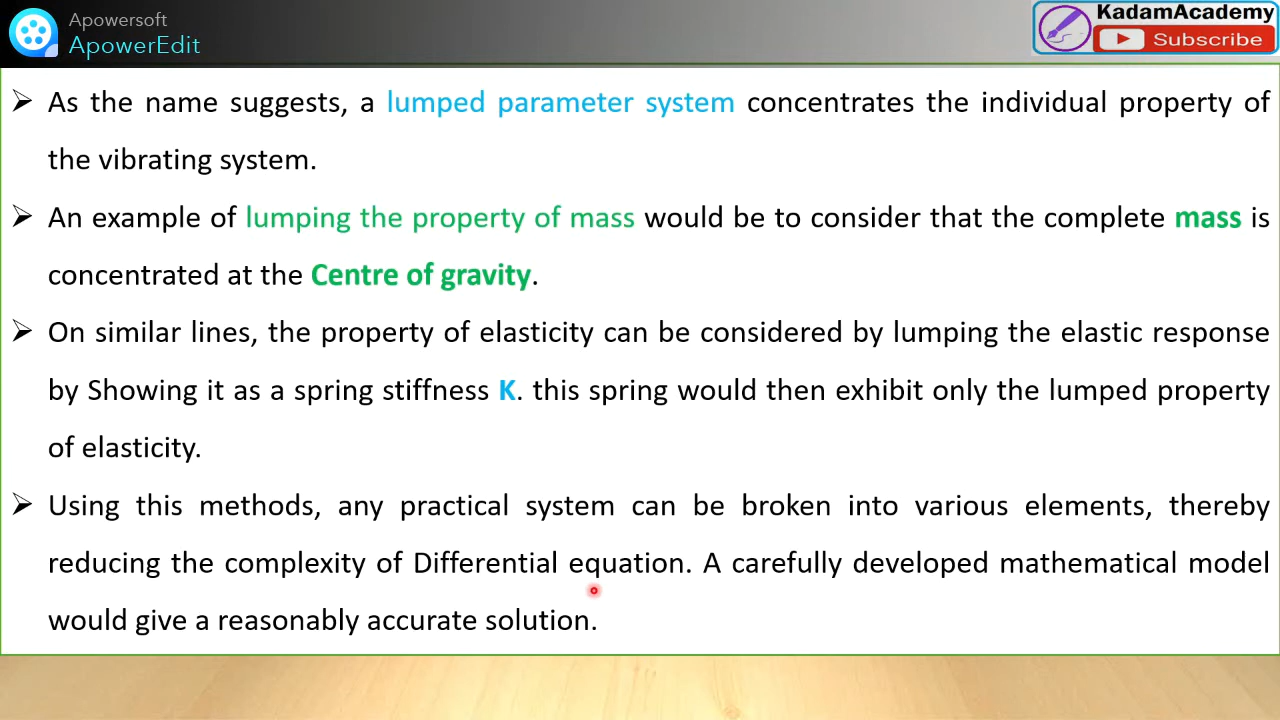 Apowersoft
ApowerEdit
KadamAcademy
Subscribe
As the name suggests, a lumped parameter system concentrates the individual property of
the vibrating system.
An example of lumping the property of mass would be to consider that the complete mass is
concentrated at the Centre of gravity.
On similar lines, the property of elasticity can be considered by lumping the elastic response
by Showing it as a spring stiffness K. this spring would then exhibit only the lumped property
of elasticity.
Using this methods, any practical system can be broken into various elements, thereby
reducing the complexity of Differential equation. A carefully developed mathematical model
would give a reasonably accurate solution.